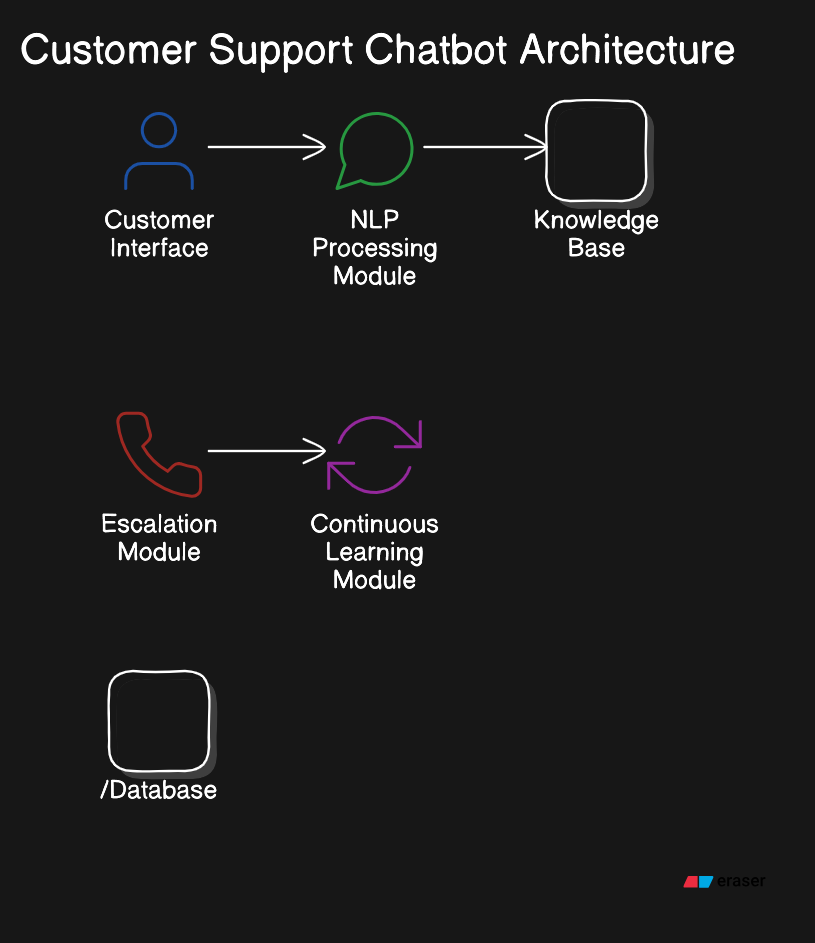 Customer Support Chatbot Architecture
Customer
Interface
NLP
Processing
Module
Knowledge
Base
Escalation
Module
Continuous
Learning
Module
/Database
eraser